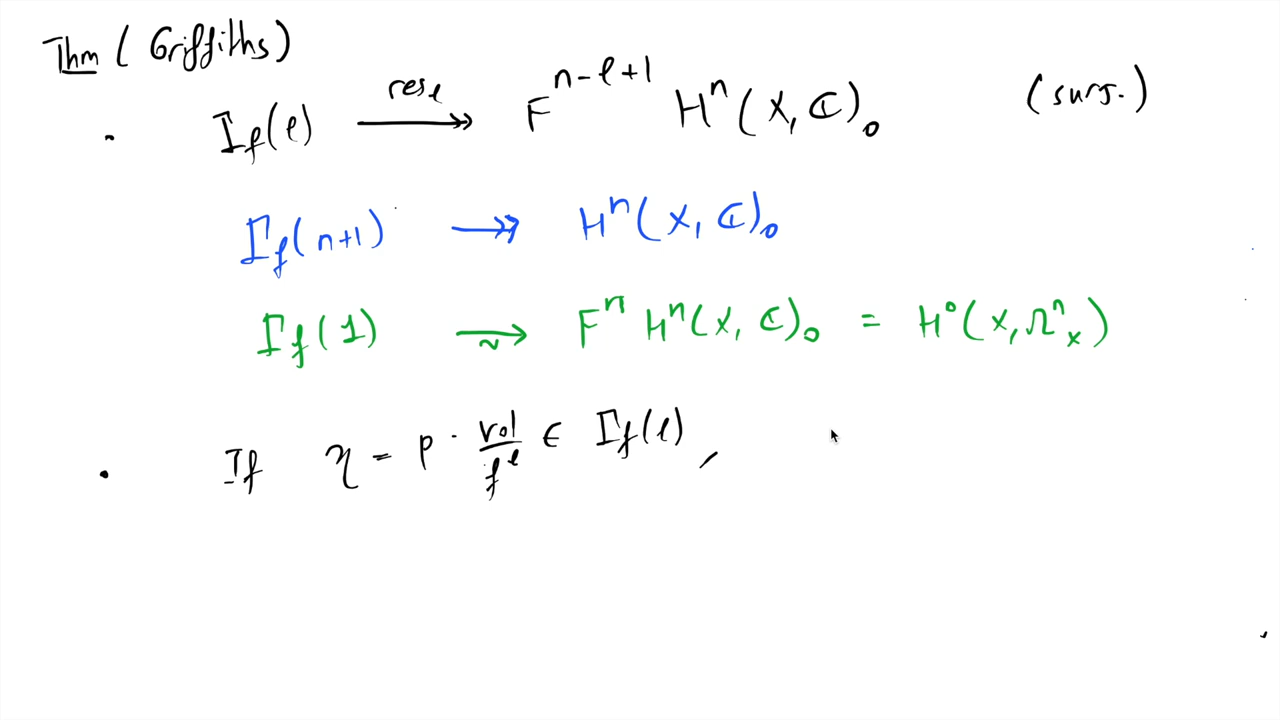 Thm (Griffiths)
· I_f(ℓ) —res_ℓ↠ F^{n-ℓ+1} H^n(X, ℂ)_0 (surj.)
I_f(n+1) ↠ H^n(X, ℂ)_0
I_f(1) →~ F^n H^n(X, ℂ)_0 = H^0(X, Ω^n_X)
· If η = p · vol/f^ℓ ∈ I_f(ℓ),